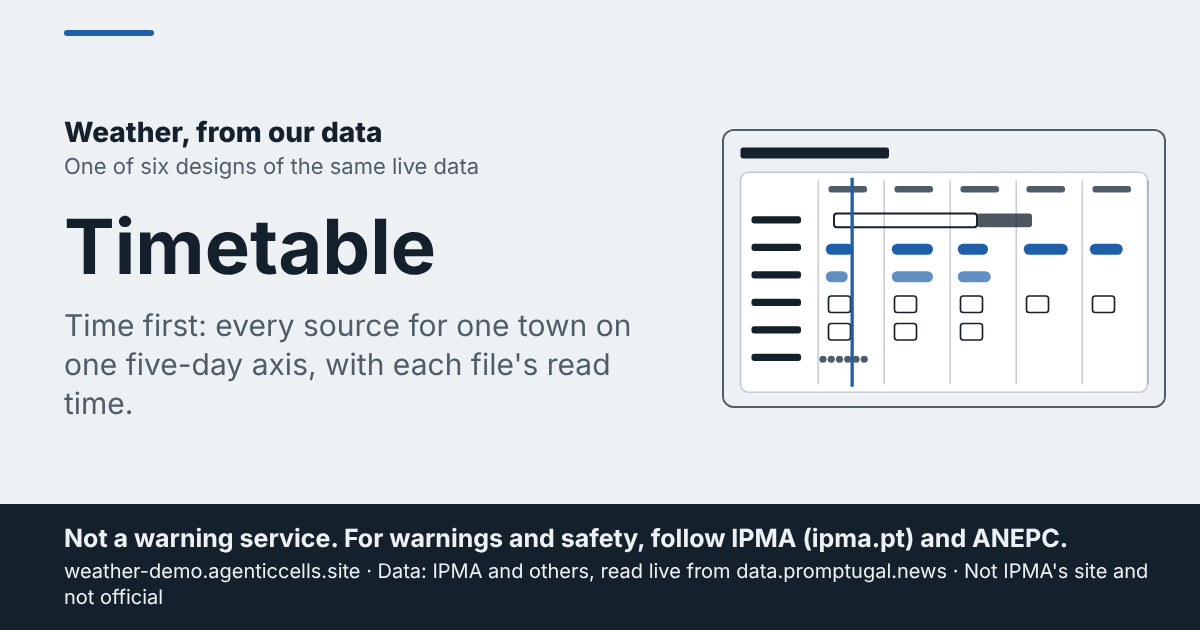 Weather, from our data
One of six designs of the same live data
Timetable
Time first: every source for one town on
one five-day axis, with each file's read
time.
Not a warning service. For warnings and safety, follow IPMA (ipma.pt) and ANEPC.
weather-demo.agenticcells.site · Data: IPMA and others, read live from data.promptugal.news · Not IPMA's site and
not official